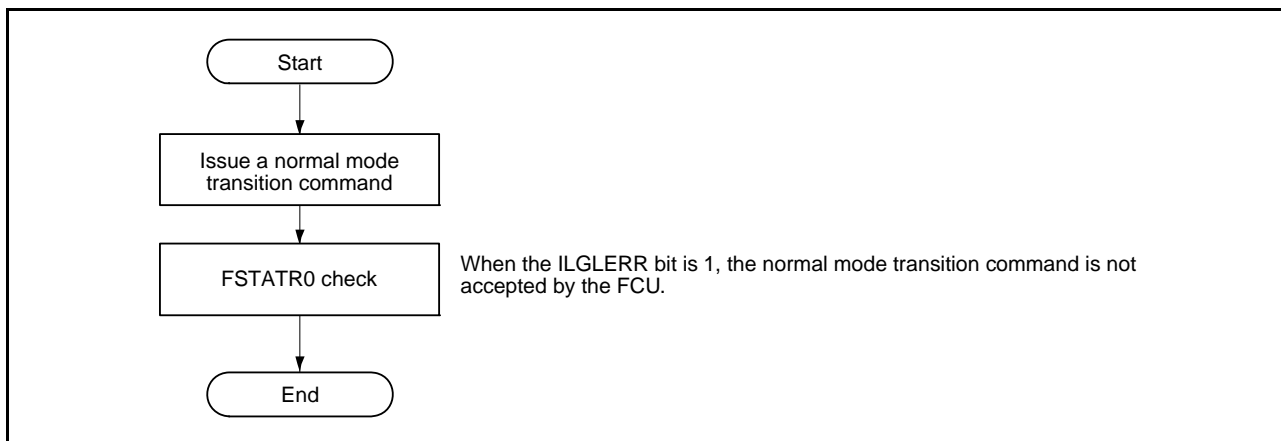 Start
Issue a normal mode
transition command
FSTATR0 check
When the ILGLERR bit is 1, the normal mode transition command is not
accepted by the FCU.
End